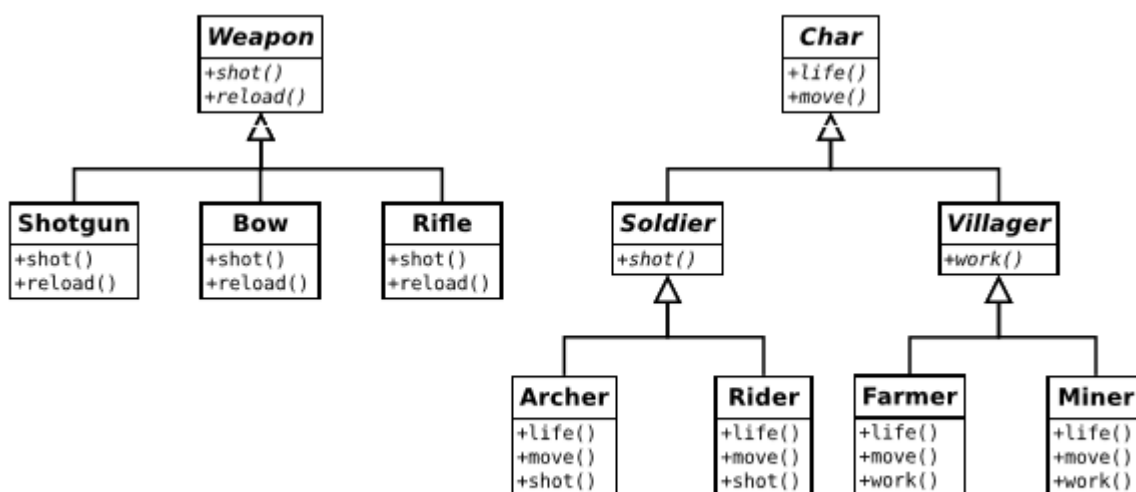 Weapon
+shot()
+reload()
Char
+life()
+move()
Shotgun
+shot()
+reload()
Bow
+shot()
+reload()
Rifle
+shot()
+reload()
Soldier
+shot()
Villager
+work()
Archer
+life()
+move()
+shot()
Rider
+life()
+move()
+shot()
Farmer
+life()
+move()
+work()
Miner
+life()
+move()
+work()